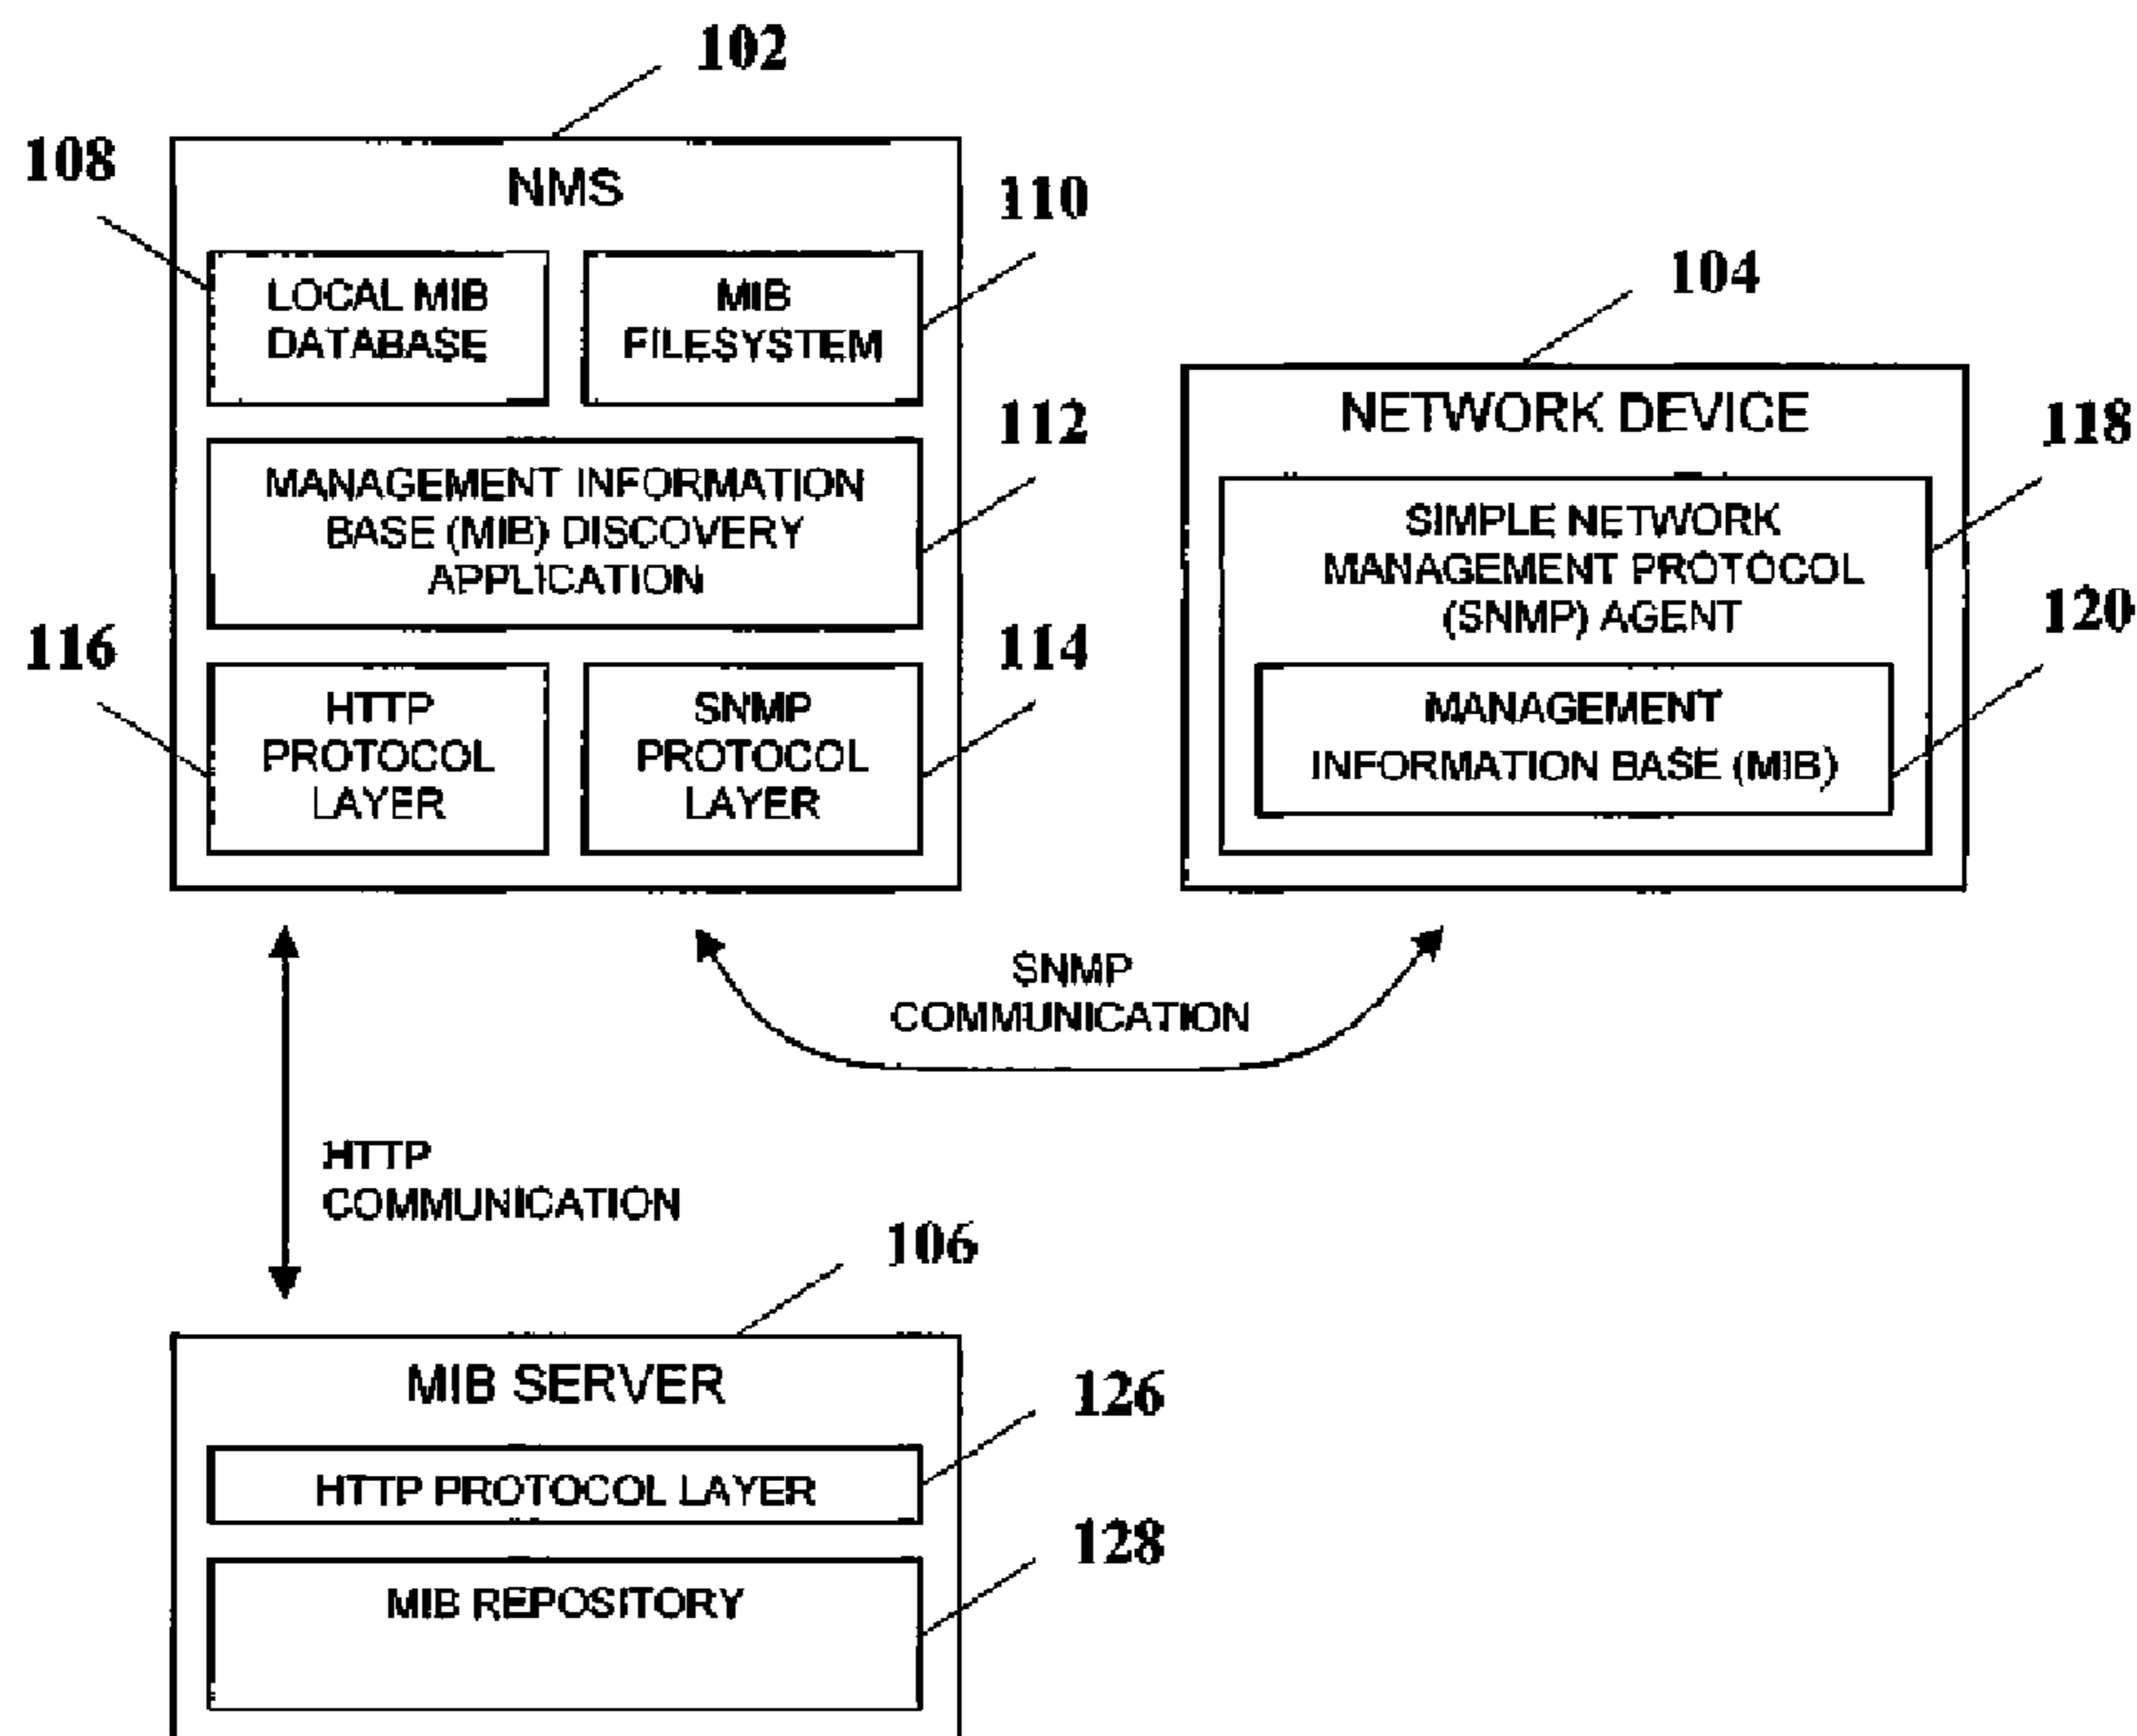 102
108
NMS
110
LOCAL MIB
DATABASE
MIB
FILESYSTEM
104
112
NETWORK DEVICE
118
MANAGEMENT INFORMATION
BASE (MIB) DISCOVERY
APPLICATION
SIMPLE NETWORK
MANAGEMENT PROTOCOL
(SNMP) AGENT
120
116
114
HTTP
PROTOCOL
LAYER
SNMP
PROTOCOL
LAYER
MANAGEMENT
INFORMATION BASE (MIB)
SNMP
COMMUNICATION
HTTP
COMMUNICATION
106
MIB SERVER
126
HTTP PROTOCOL LAYER
128
MIB REPOSITORY